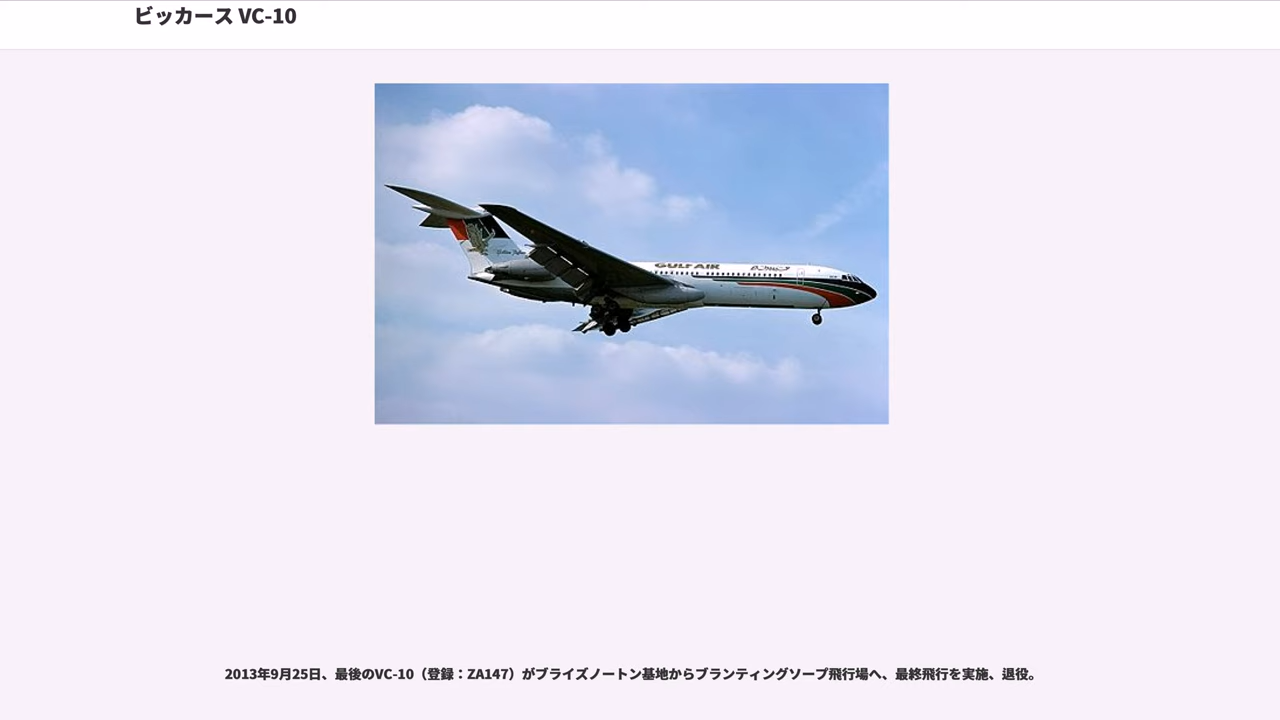 ビッカース VC-10
GULF AIR
2013年9月25日、最後のVC-10（登録：ZA147）がブライズノートン基地からブランティングソープ飛行場へ、最終飛行を実施、退役。